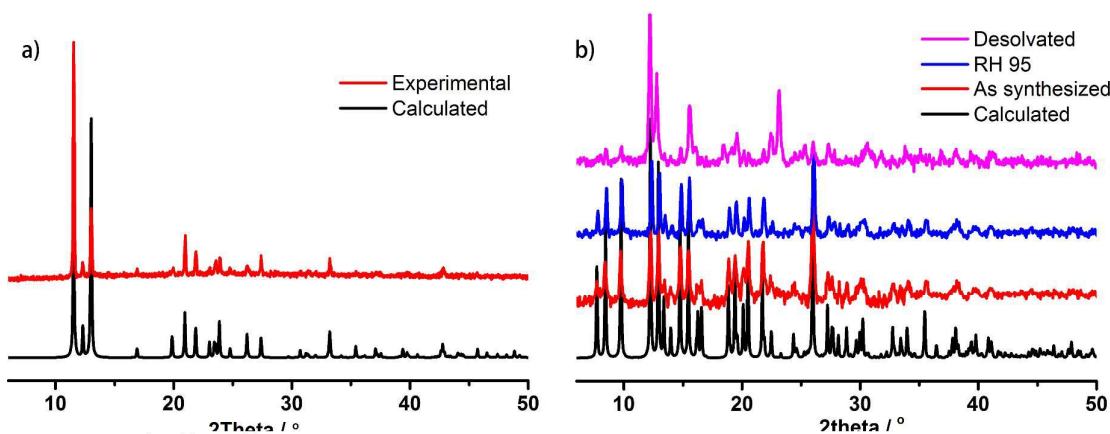 a)
Experimental
Calculated
10
20
30
40
50
2Theta / °
b)
Desolvated
RH 95
As synthesized
Calculated
10
20
30
40
50
2theta / °